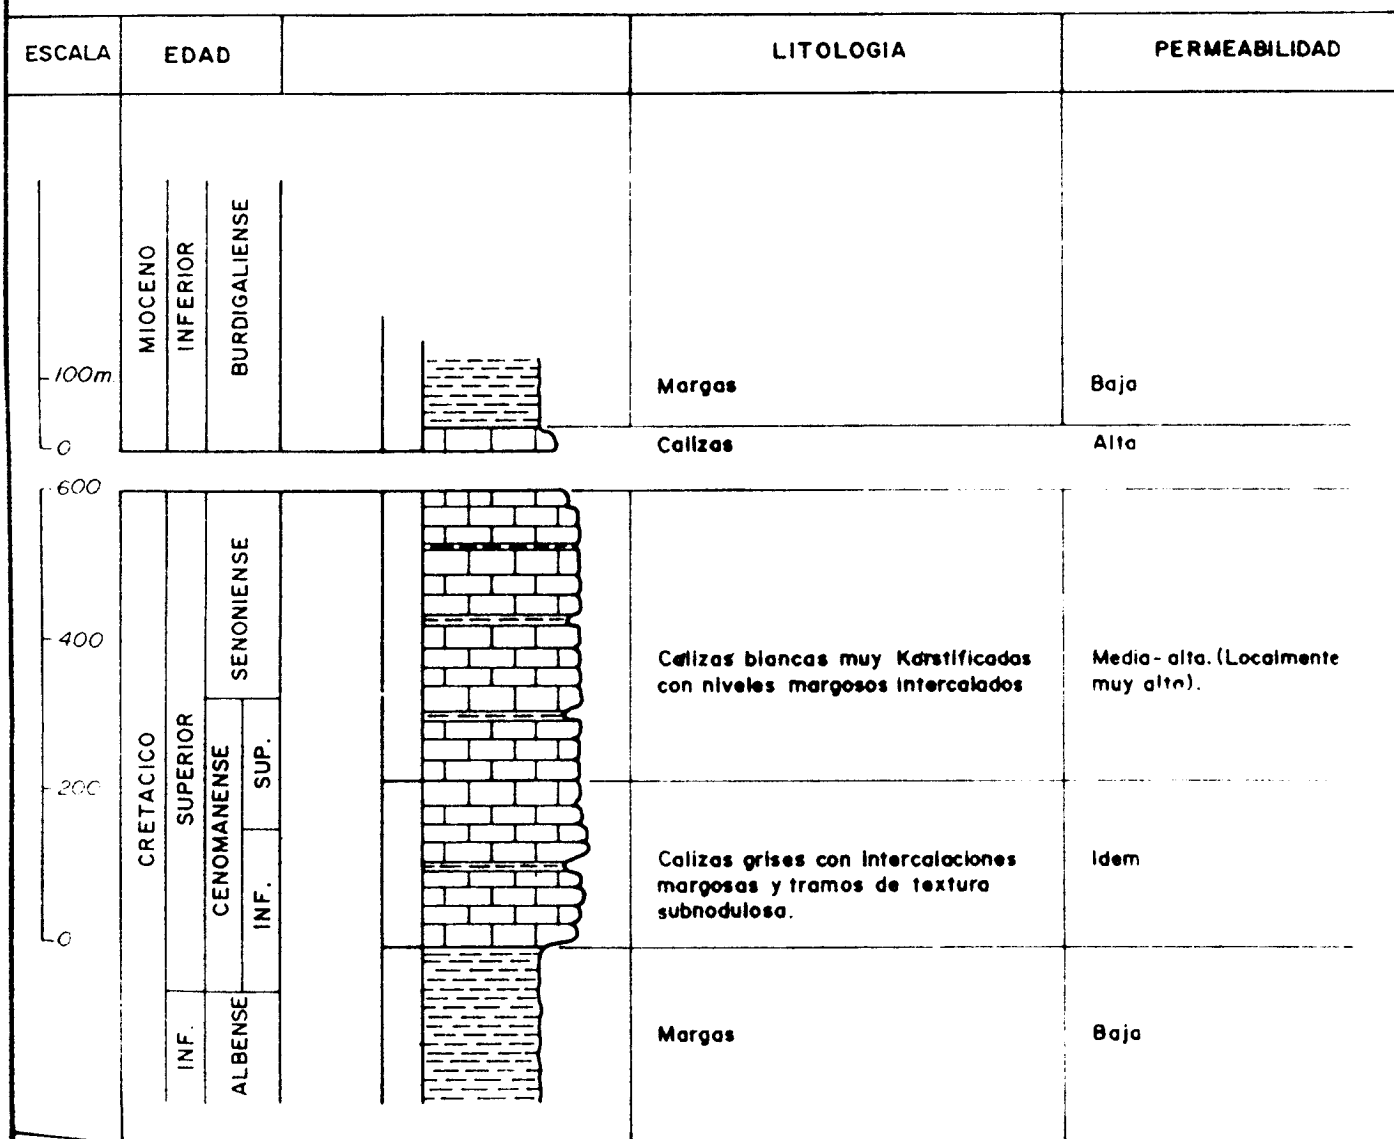 ESCALA EDAD LITOLOGIA PERMEABILIDAD
MIOCENO
INFERIOR
BURDIGALIENSE
100m
0
Margas Baja
Calizas Alta
600
400
200
0
CRETACICO
SUPERIOR
SENONIENSE
CENOMANENSE
SUP.
INF.
INF.
ALBENSE
Calizas blancas muy Karstificadas
con niveles margosos intercalados
Media-alta. (Localmente
muy alta).
Calizas grises con intercalaciones
margosas y tramos de textura
subnodulosa.
Idem
Margas Baja